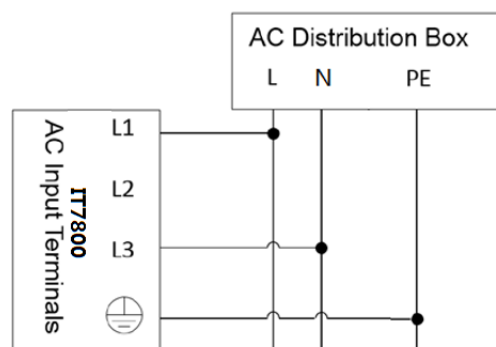 AC Distribution Box
L N PE
AC Input Terminals
IT7800
L1
L2
L3